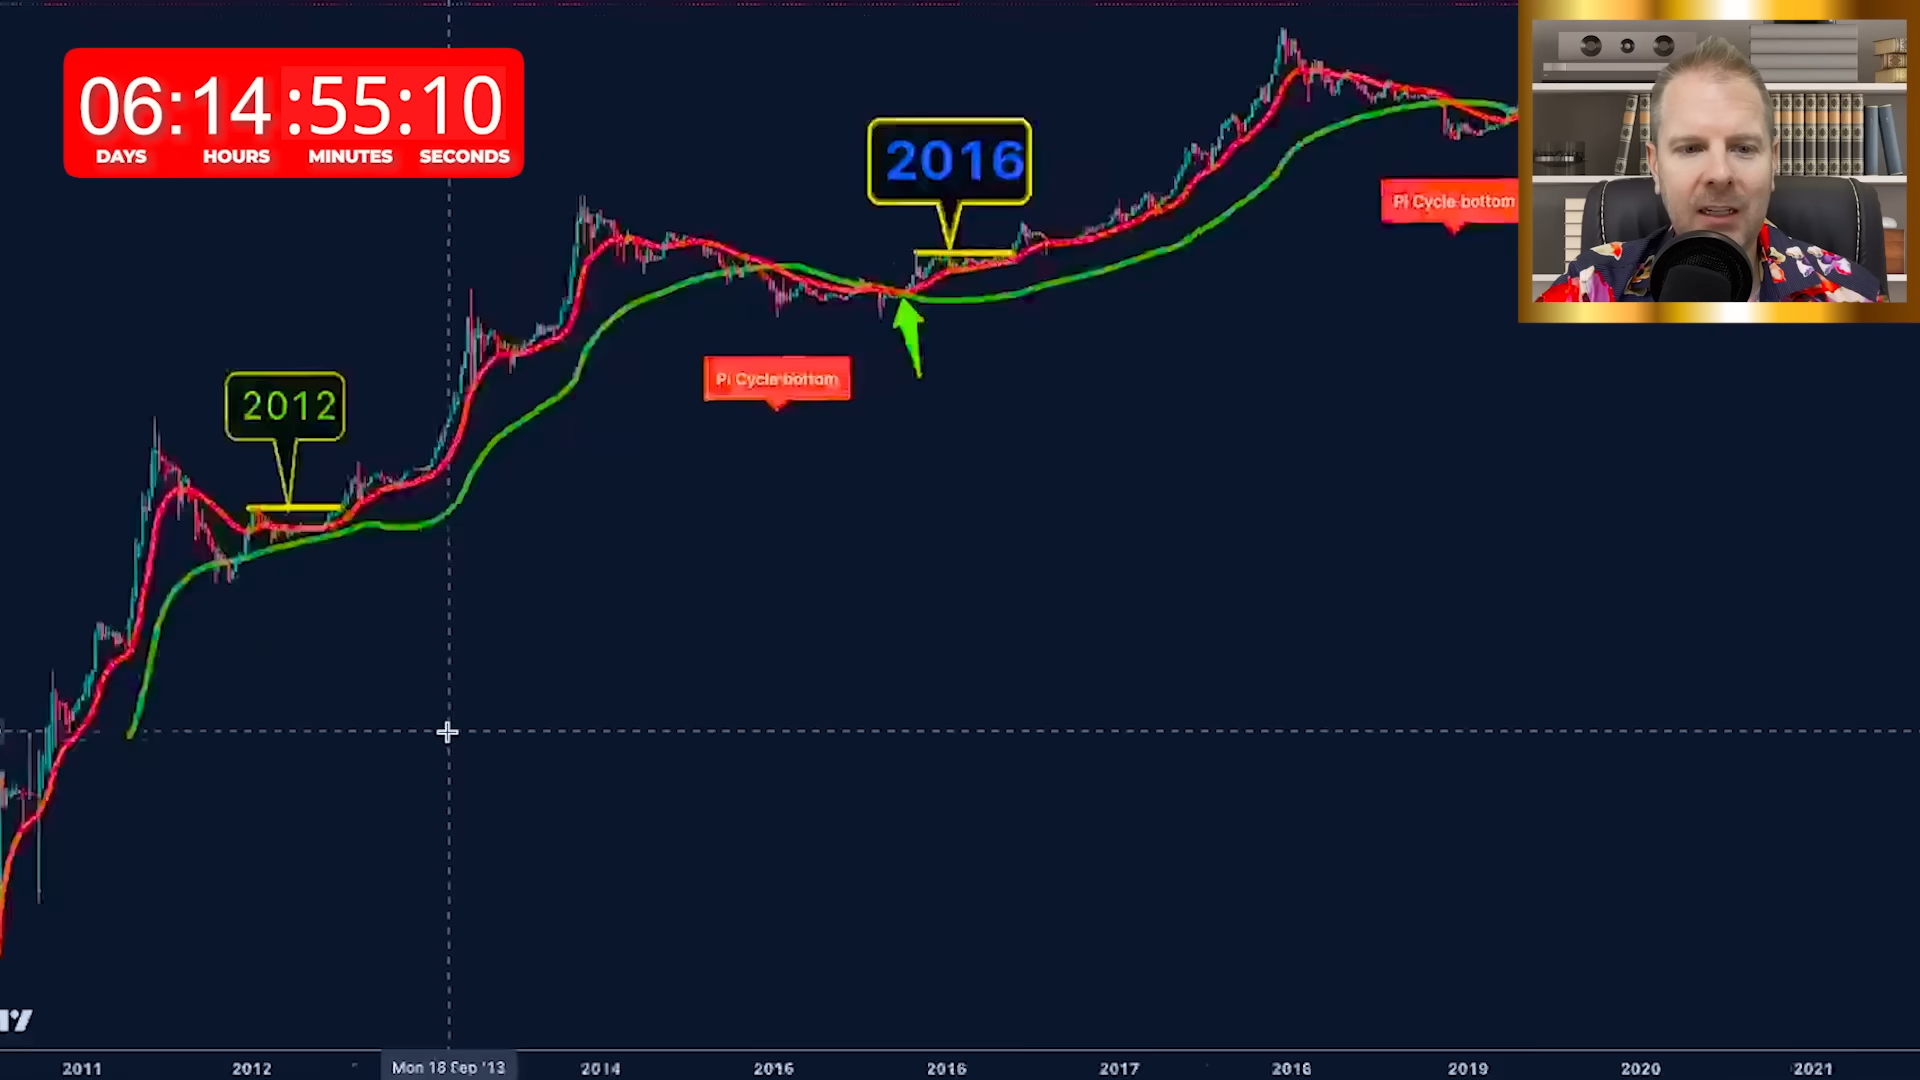 06:14:55:10
DAYS HOURS MINUTES SECONDS
2016
Pi Cycle bottom
Pi Cycle bottom
2012
2011 2012 Mon 18 Sep '13 2014 2016 2016 2017 2018 2019 2020 2021